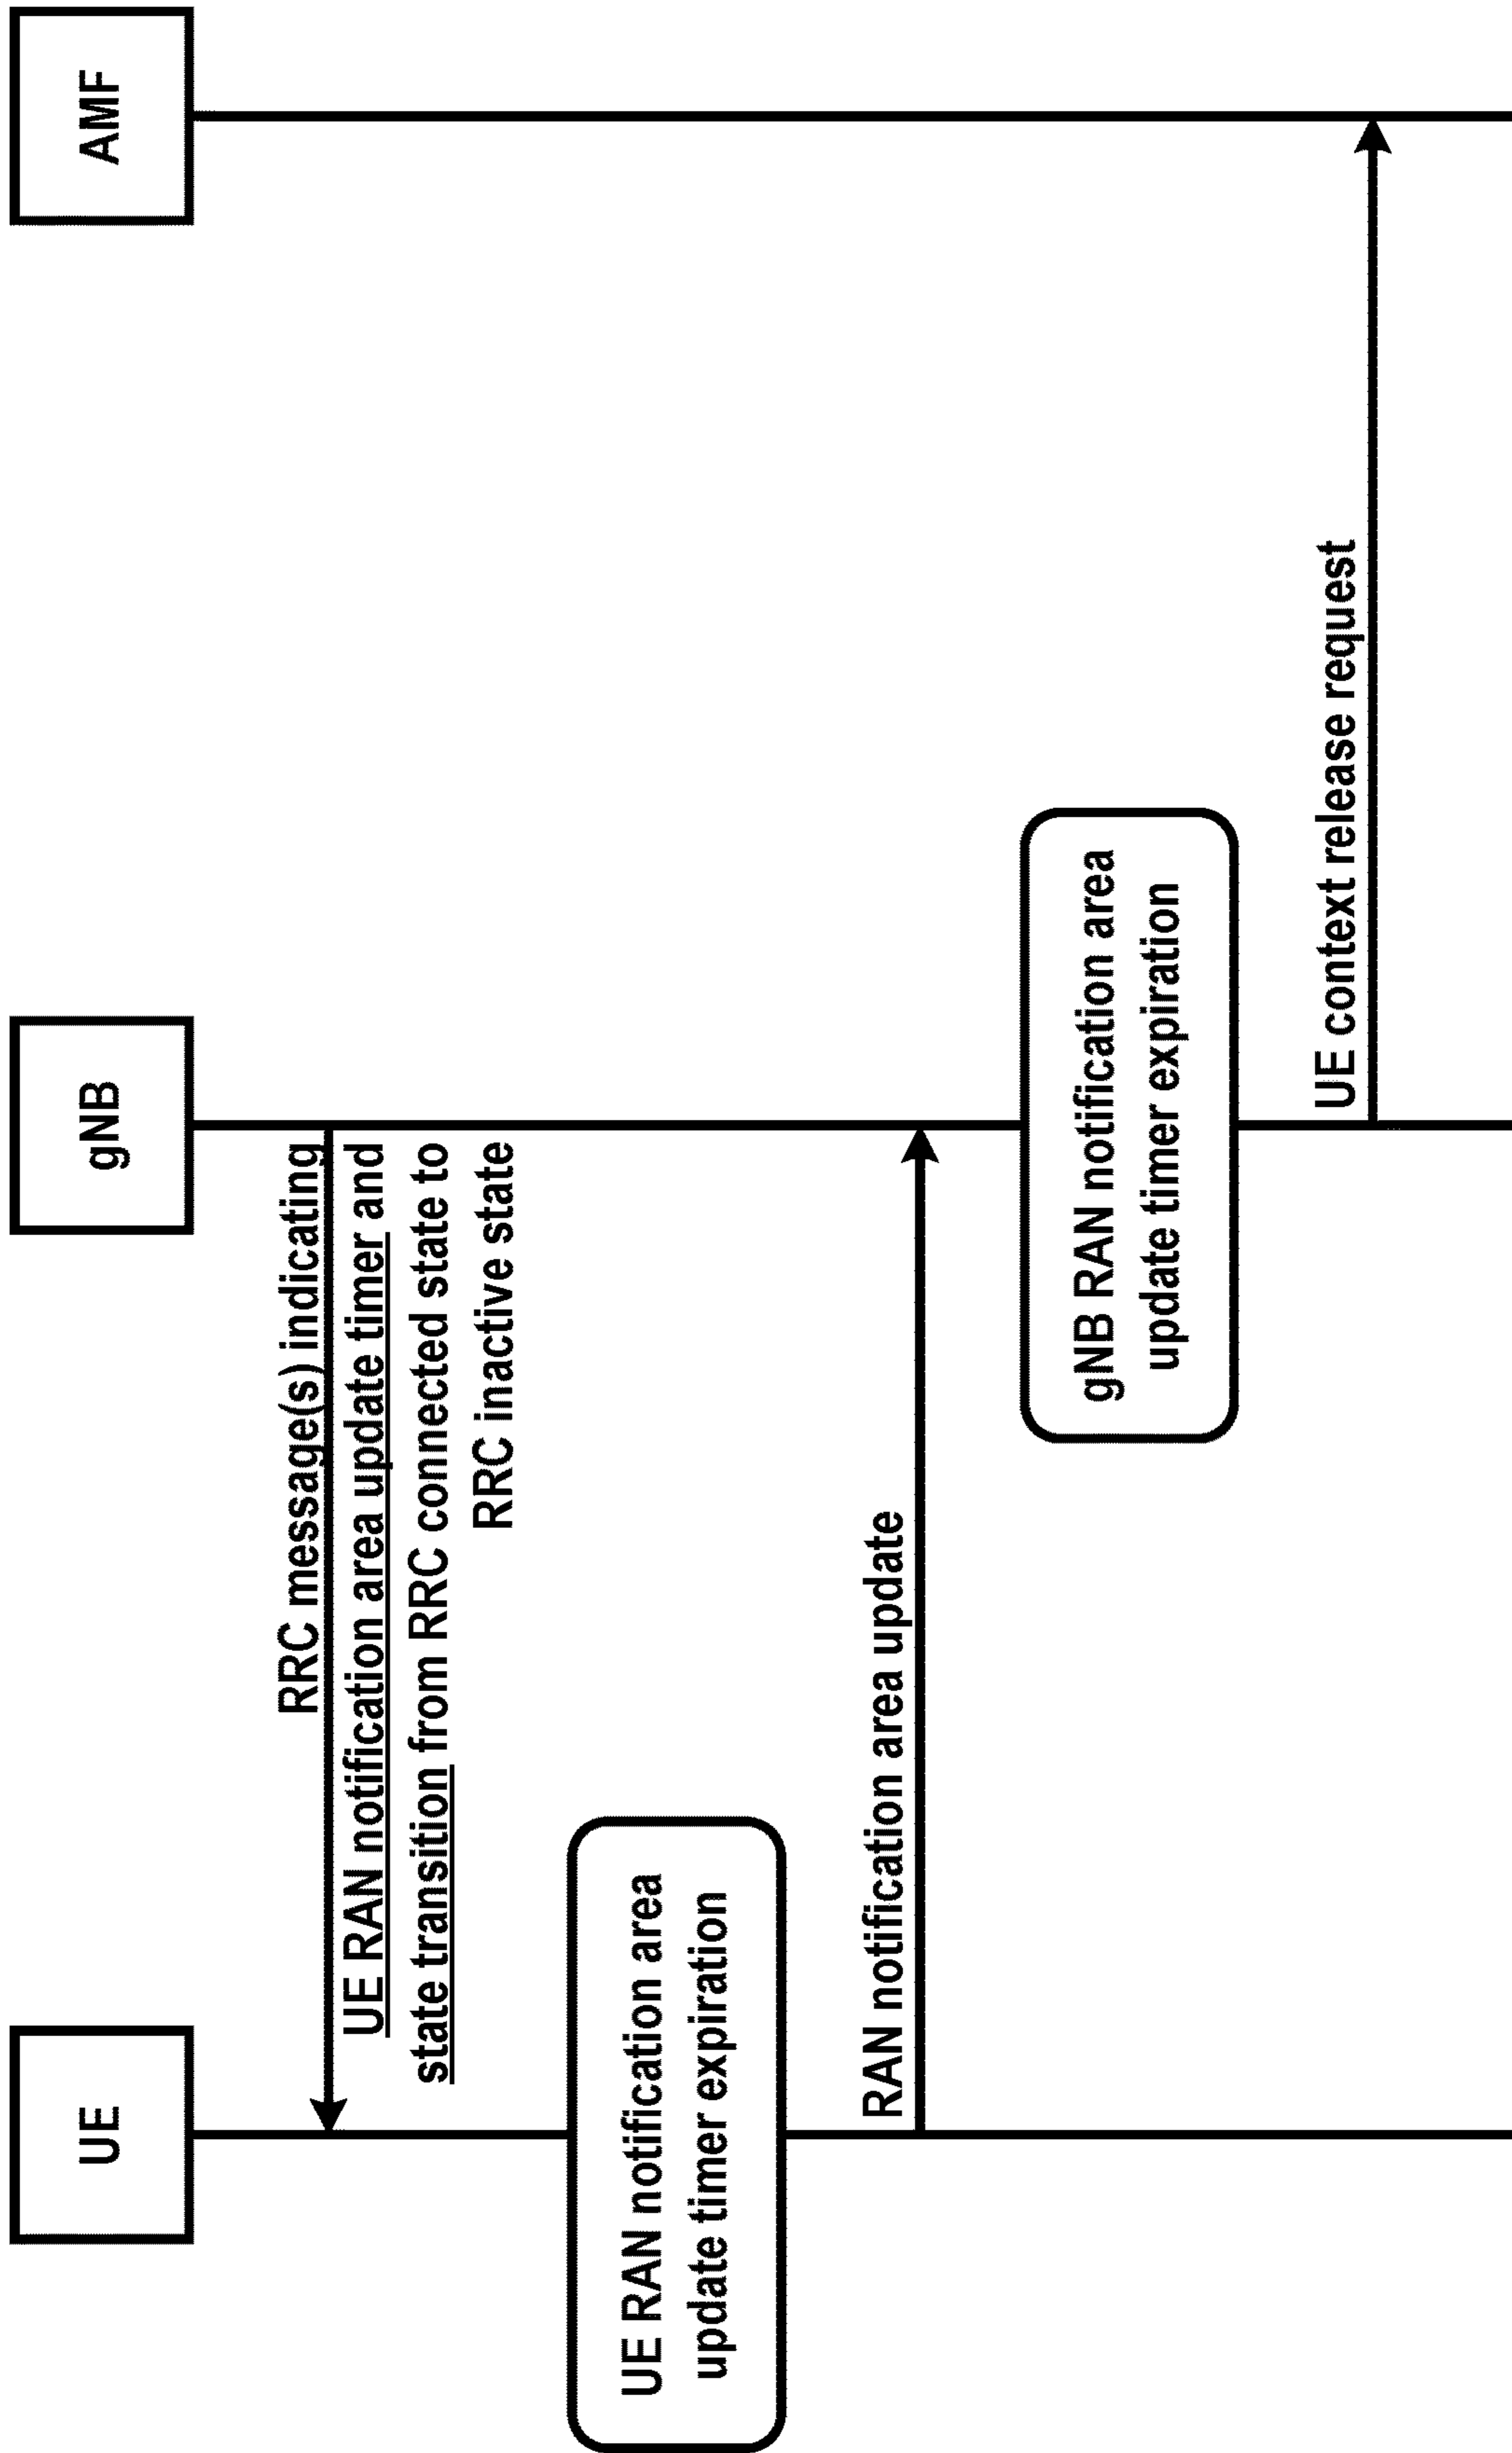 UE
gNB
AMF
RRC message(s) indicating
UE RAN notification area update timer and
state transition from RRC connected state to
RRC inactive state
UE RAN notification area
update timer expiration
RAN notification area update
gNB RAN notification area
update timer expiration
UE context release request